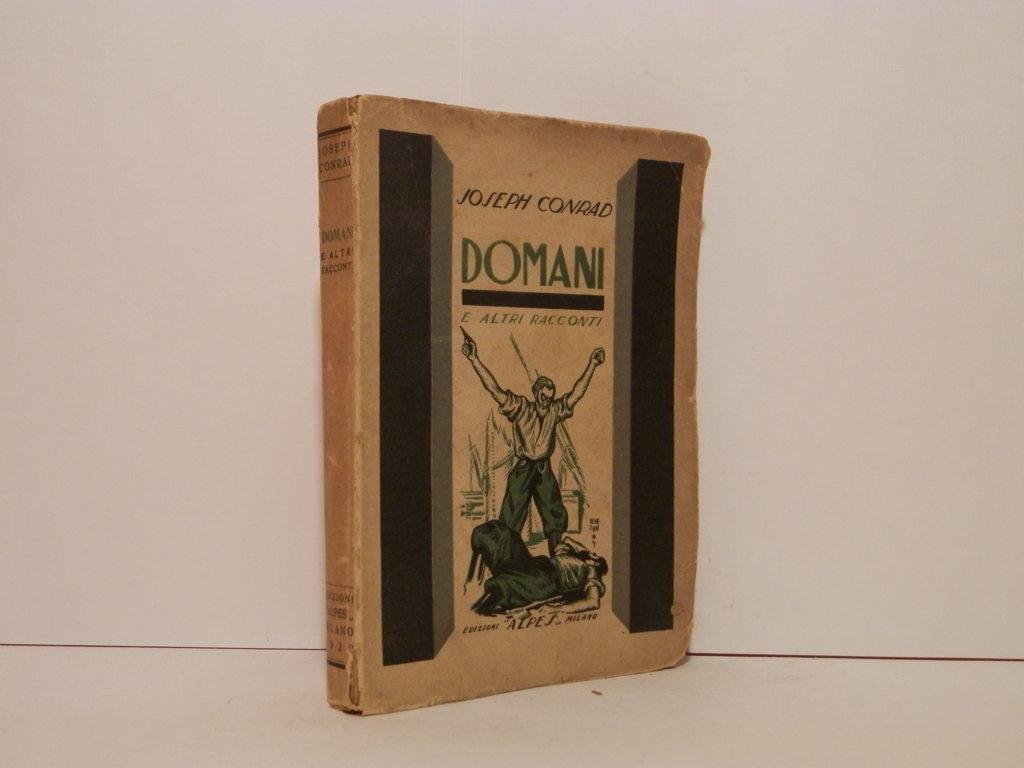 JOSEPH
CONRAD
DOMANI
E ALTRI
RACCONTI
EDIZIONI
"ALPES"
MILANO
JOSEPH CONRAD
DOMANI
E ALTRI RACCONTI
EDIZIONI "ALPES" MILANO